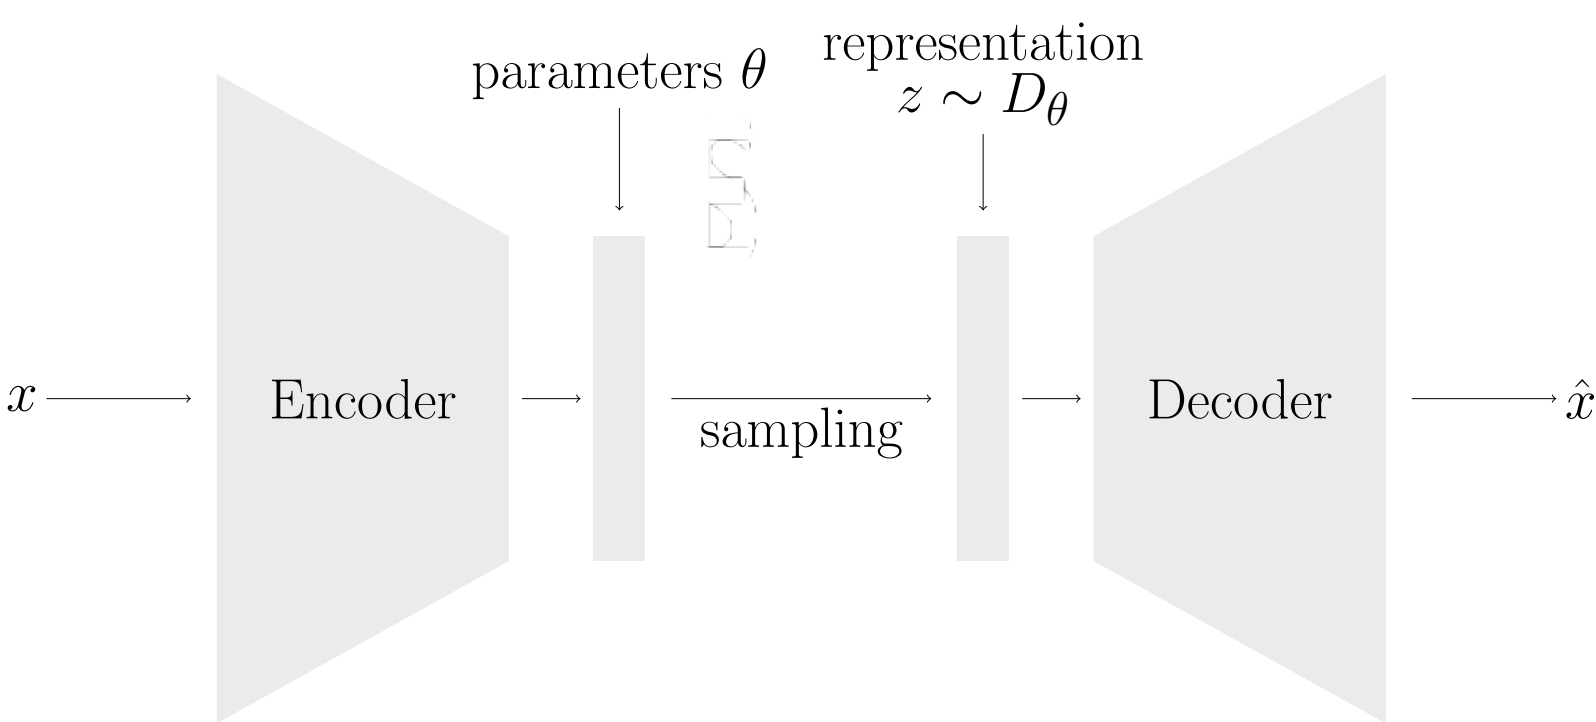 parameters θ
representation
z ∼ D_θ
x
Encoder
sampling
Decoder
x̂